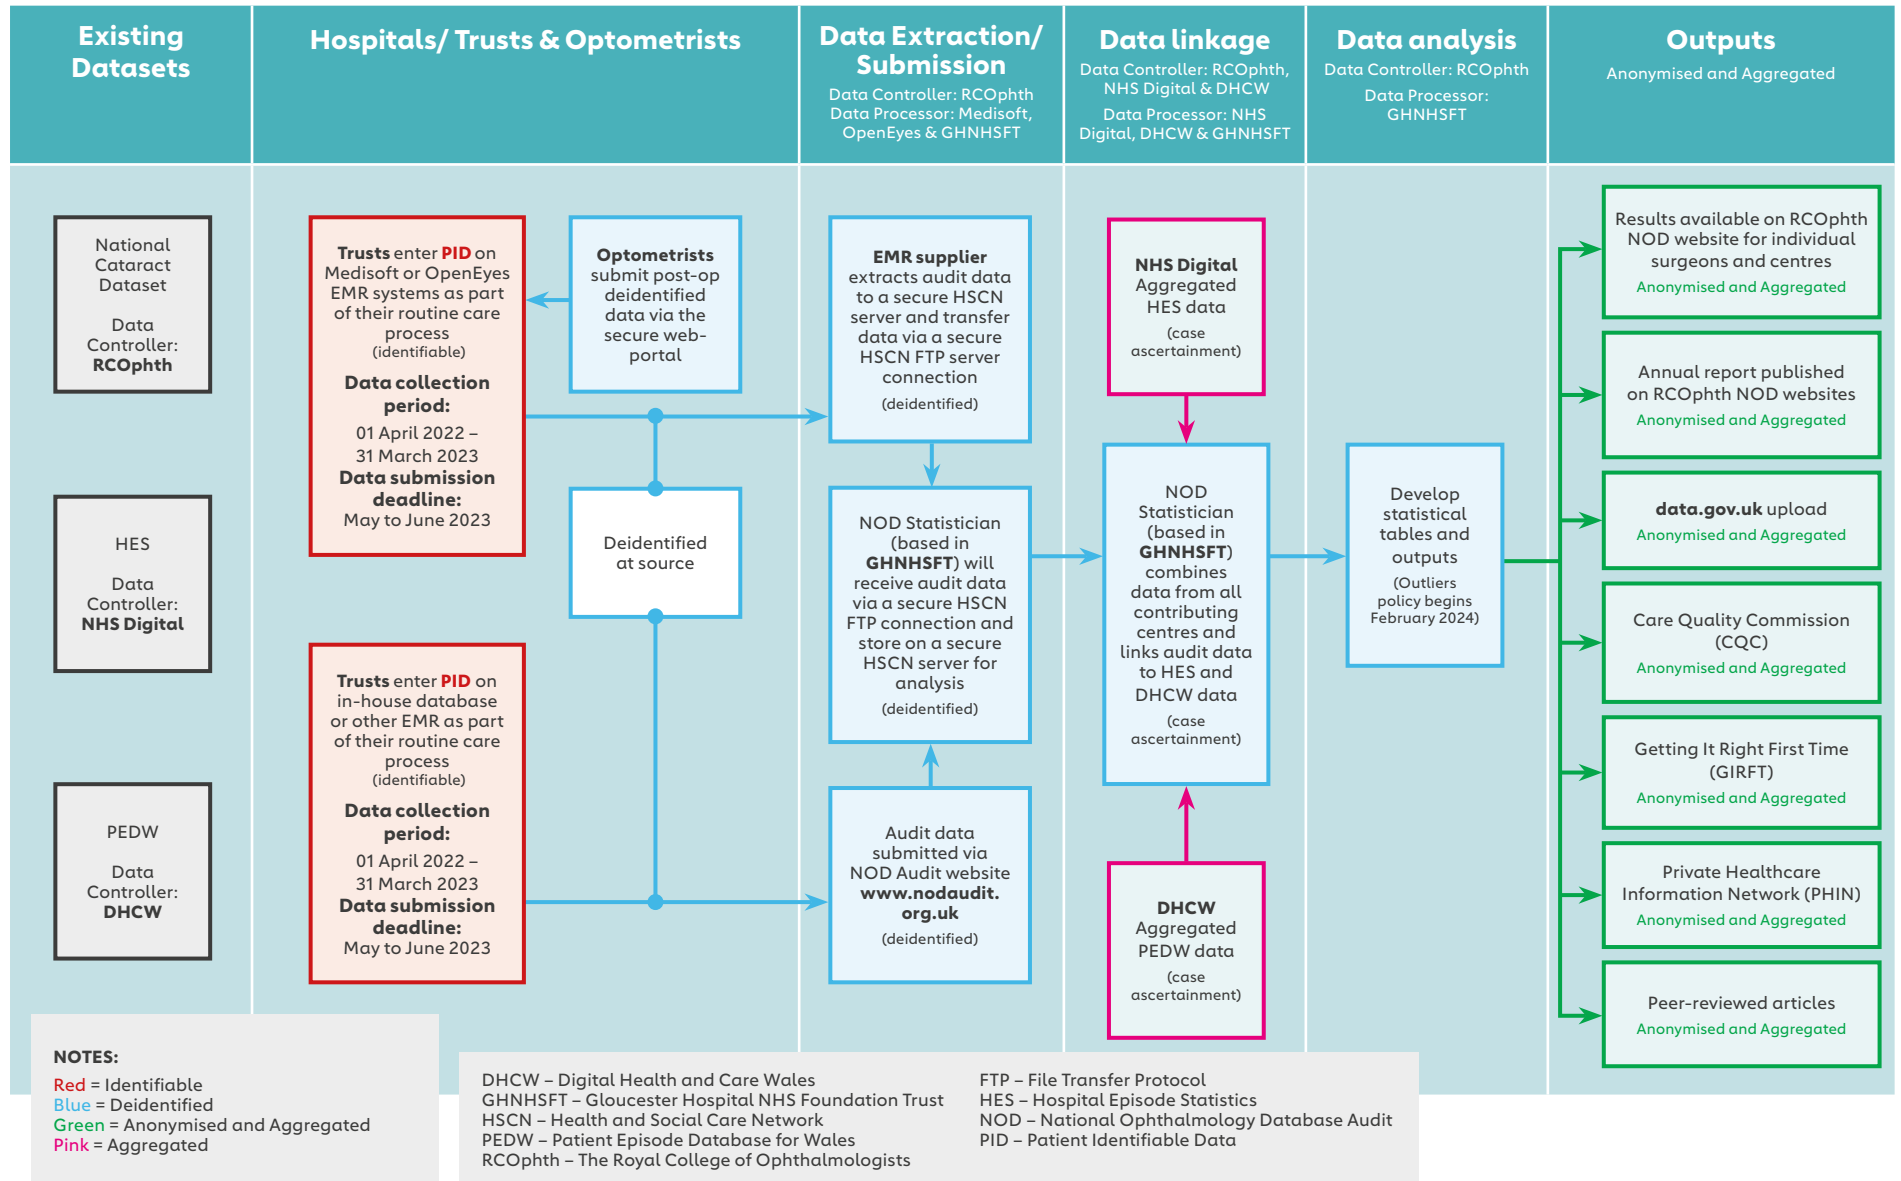 Existing
Datasets
Hospitals/ Trusts & Optometrists
Data Extraction/
Submission
Data Controller: RCOphth
Data Processor: Medisoft,
OpenEyes & GHNHSFT
Data linkage
Data Controller: RCOphth,
NHS Digital & DHCW
Data Processor: NHS
Digital, DHCW & GHNHSFT
Data analysis
Data Controller: RCOphth
Data Processor:
GHNHSFT
Outputs
Anonymised and Aggregated
National
Cataract
Dataset
Data
Controller:
RCOphth
HES
Data
Controller:
NHS Digital
PEDW
Data
Controller:
DHCW
Trusts enter PID on
Medisoft or OpenEyes
EMR systems as part
of their routine care
process
(identifiable)
Data collection
period:
01 April 2022 –
31 March 2023
Data submission
deadline:
May to June 2023
Optometrists
submit post-op
deidentified
data via the
secure web-
portal
Deidentified
at source
Trusts enter PID on
in-house database
or other EMR as part
of their routine care
process
(identifiable)
Data collection
period:
01 April 2022 –
31 March 2023
Data submission
deadline:
May to June 2023
EMR supplier
extracts audit data
to a secure HSCN
server and transfer
data via a secure
HSCN FTP server
connection
(deidentified)
NOD Statistician
(based in
GHNHSFT) will
receive audit data
via a secure HSCN
FTP connection and
store on a secure
HSCN server for
analysis
(deidentified)
Audit data
submitted via
NOD Audit website
www.nodaudit.
org.uk
(deidentified)
NHS Digital
Aggregated
HES data
(case
ascertainment)
NOD
Statistician
(based in
GHNHSFT)
combines
data from all
contributing
centres and
links audit data
to HES and
DHCW data
(case
ascertainment)
DHCW
Aggregated
PEDW data
(case
ascertainment)
Develop
statistical
tables and
outputs
(Outliers
policy begins
February 2024)
Results available on RCOphth
NOD website for individual
surgeons and centres
Anonymised and Aggregated
Annual report published
on RCOphth NOD websites
Anonymised and Aggregated
data.gov.uk upload
Anonymised and Aggregated
Care Quality Commission
(CQC)
Anonymised and Aggregated
Getting It Right First Time
(GIRFT)
Anonymised and Aggregated
Private Healthcare
Information Network (PHIN)
Anonymised and Aggregated
Peer-reviewed articles
Anonymised and Aggregated
NOTES:
Red = Identifiable
Blue = Deidentified
Green = Anonymised and Aggregated
Pink = Aggregated
DHCW – Digital Health and Care Wales
GHNHSFT – Gloucester Hospital NHS Foundation Trust
HSCN – Health and Social Care Network
PEDW – Patient Episode Database for Wales
RCOphth – The Royal College of Ophthalmologists
FTP – File Transfer Protocol
HES – Hospital Episode Statistics
NOD – National Ophthalmology Database Audit
PID – Patient Identifiable Data